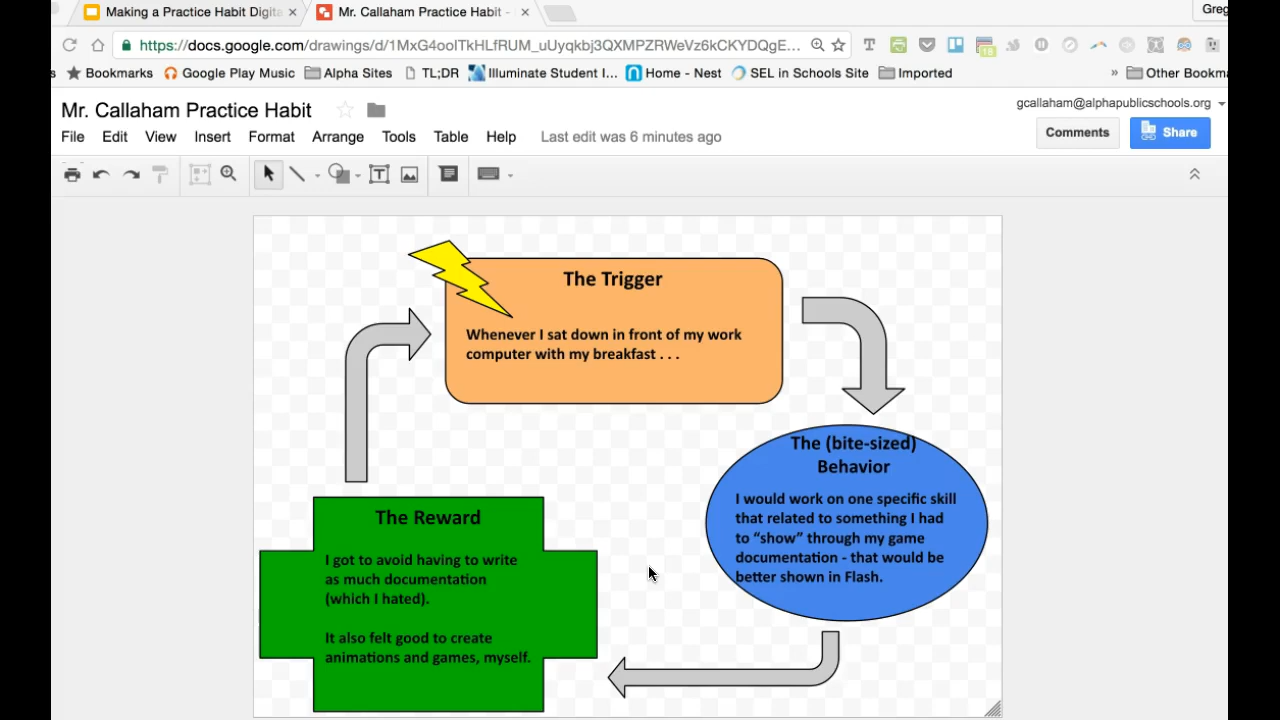 Making a Practice Habit Digita
Mr. Callaham Practice Habit -
Greg
https://docs.google.com/drawings/d/1MxG4oolTkHLfRUM_uUyqkbj3QXMPZRWeVz6kCKYDQgE...
Bookmarks
Google Play Music
Alpha Sites
TL;DR
Illuminate Student I...
Home - Nest
SEL in Schools Site
Imported
»
Other Bookma
Mr. Callaham Practice Habit
gcallaham@alphapublicschools.org
File Edit View Insert Format Arrange Tools Table Help Last edit was 6 minutes ago
Comments
Share
The Trigger
Whenever I sat down in front of my work
computer with my breakfast . . .
The (bite-sized)
Behavior
I would work on one specific skill
that related to something I had
to “show” through my game
documentation - that would be
better shown in Flash.
The Reward
I got to avoid having to write
as much documentation
(which I hated).
It also felt good to create
animations and games, myself.